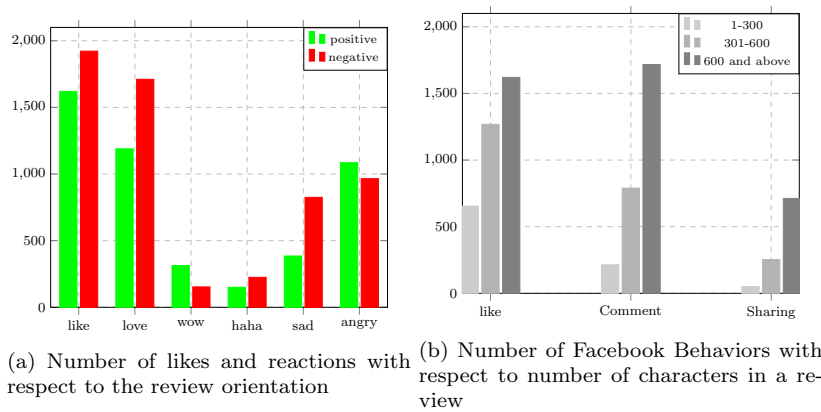 2,000
1,500
1,000
500
0
positive
negative
like love wow haha sad angry
(a) Number of likes and reactions with
respect to the review orientation
2,000
1,500
1,000
500
0
1-300
301-600
600 and above
like Comment Sharing
(b) Number of Facebook Behaviors with
respect to number of characters in a re-
view